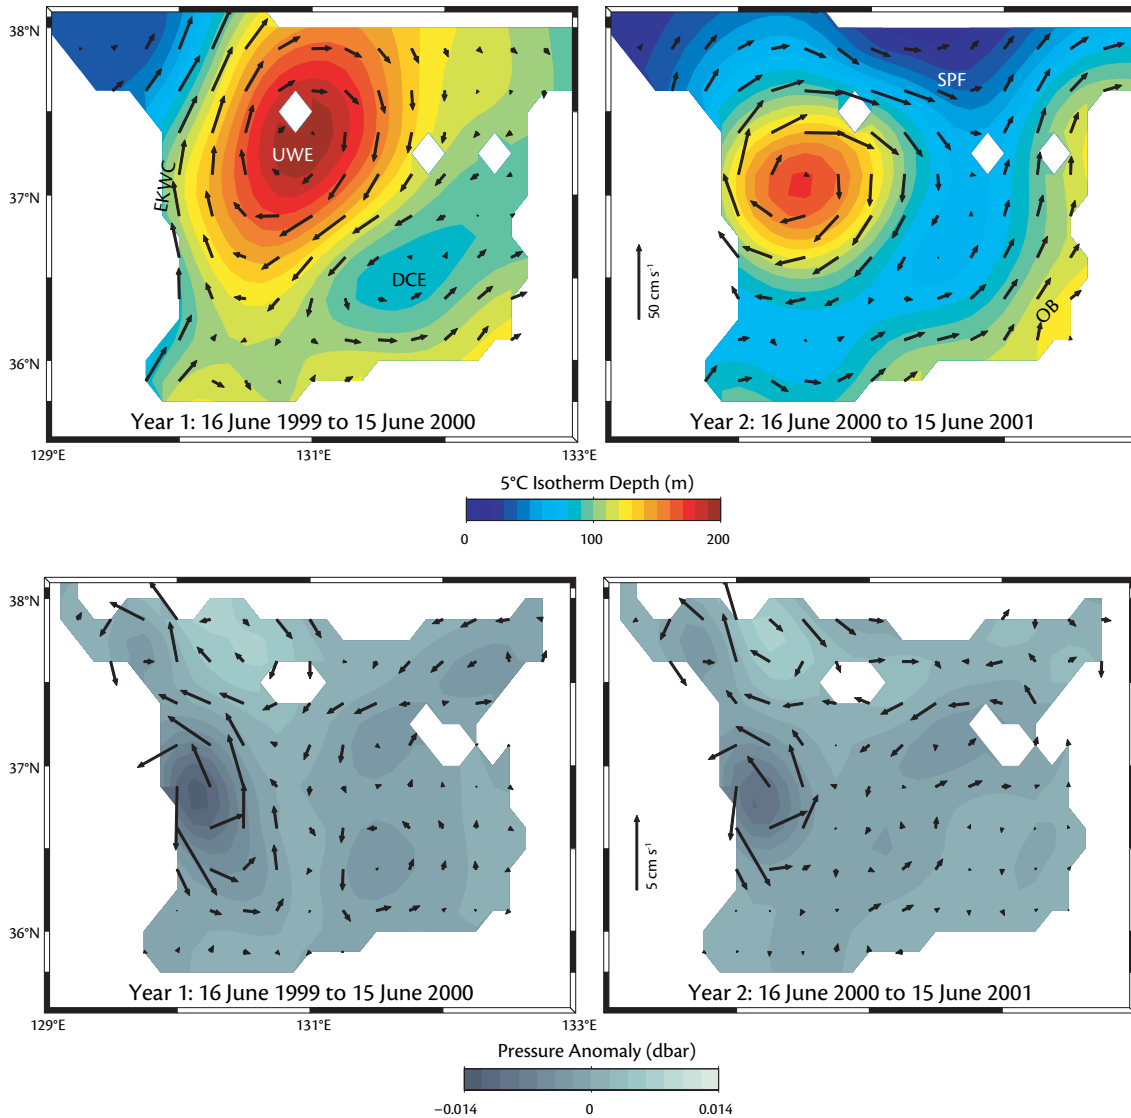 38°N
37°N
36°N
EKWC
UWE
DCE
Year 1: 16 June 1999 to 15 June 2000
129°E
131°E
133°E
SPF
OB
50 cm s-1
Year 2: 16 June 2000 to 15 June 2001
5°C Isotherm Depth (m)
0
100
200
38°N
37°N
36°N
Year 1: 16 June 1999 to 15 June 2000
129°E
131°E
133°E
5 cm s-1
Year 2: 16 June 2000 to 15 June 2001
Pressure Anomaly (dbar)
−0.014
0
0.014